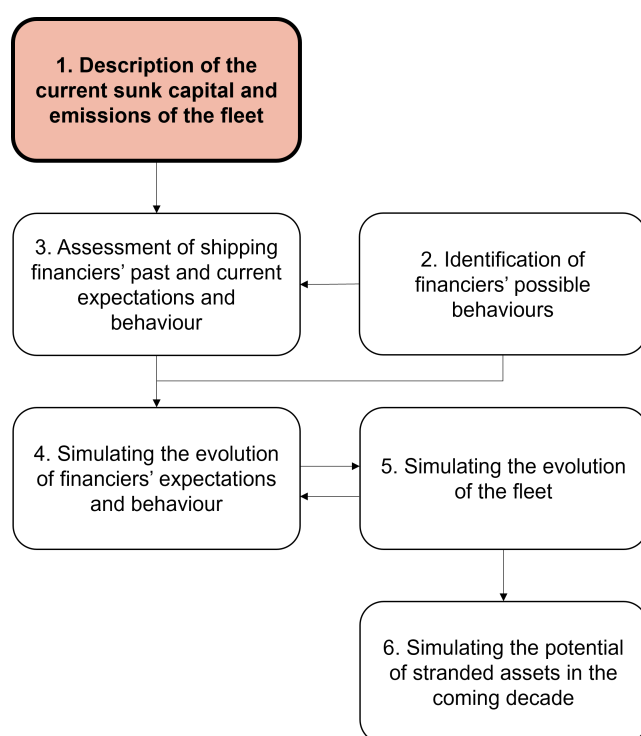 1. Description of the
current sunk capital and
emissions of the fleet
3. Assessment of shipping
financiers’ past and current
expectations and
behaviour
2. Identification of
financiers’ possible
behaviours
4. Simulating the evolution
of financiers’ expectations
and behaviour
5. Simulating the evolution
of the fleet
6. Simulating the potential
of stranded assets in the
coming decade